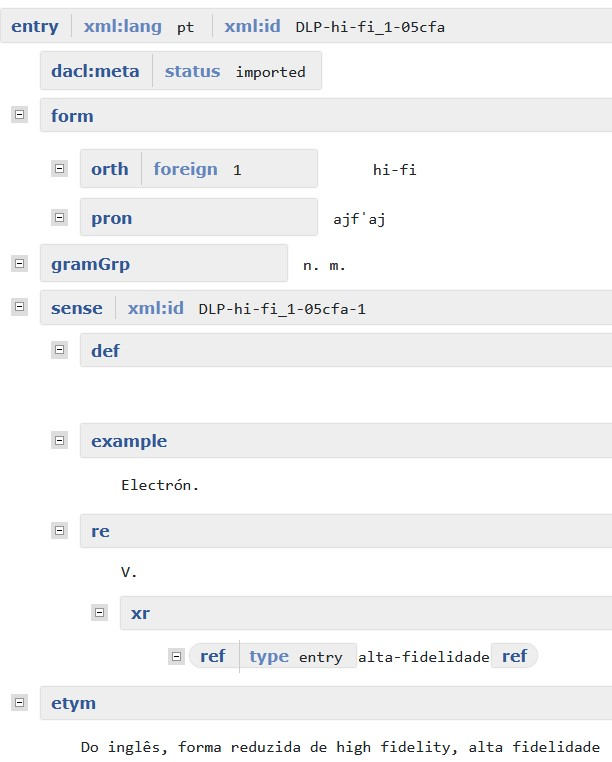 entry xml:lang pt xml:id DLP-hi-fi_1-05cfa
dacl:meta status imported
form
orth foreign 1 hi-fi
pron ajfˈaj
gramGrp n. m.
sense xml:id DLP-hi-fi_1-05cfa-1
def
example
Electrón.
re
V.
xr
ref type entry alta-fidelidade ref
etym
Do inglês, forma reduzida de high fidelity, alta fidelidade